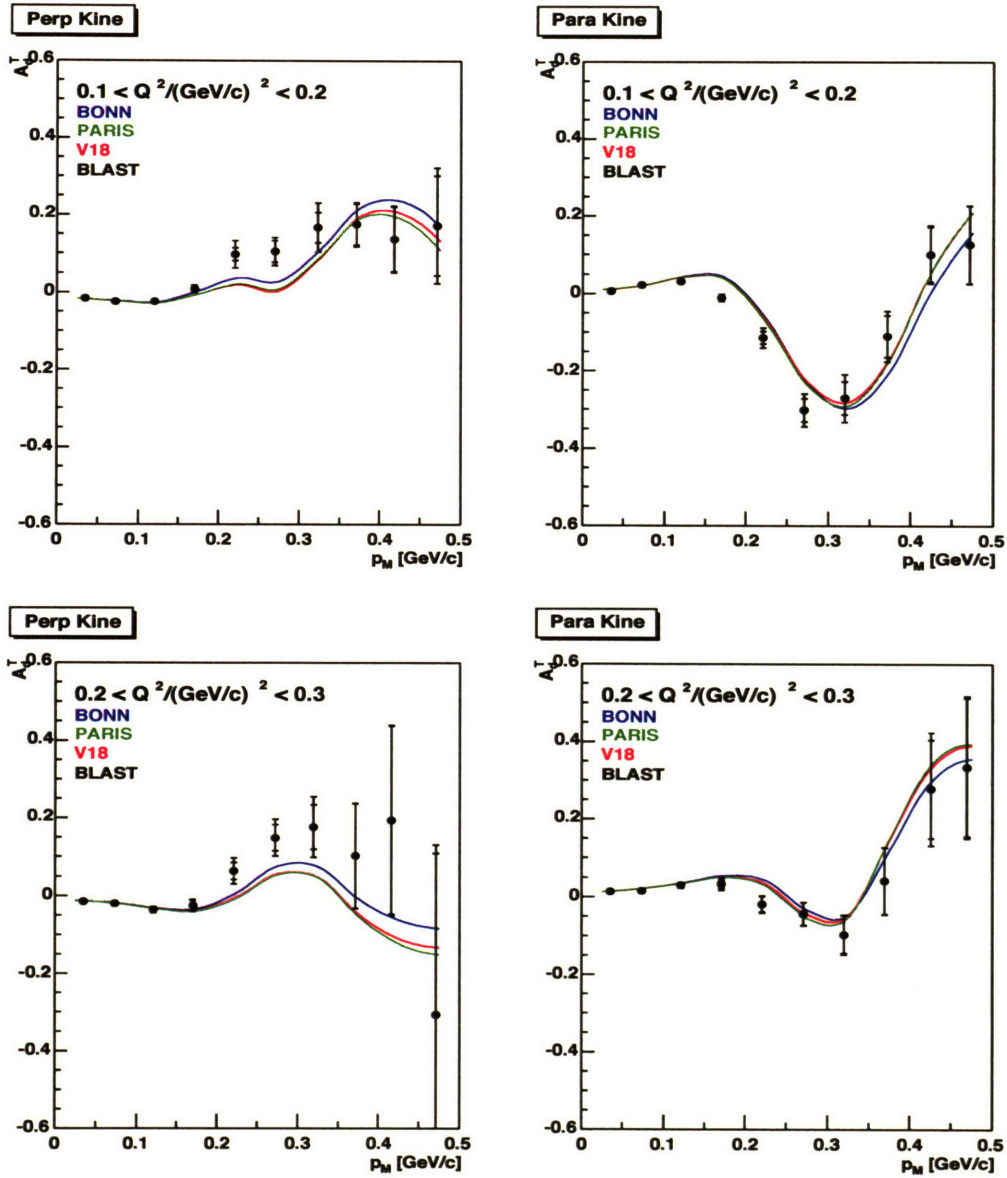 Perp Kine
A_d^T
0.6
0.4
0.2
0
-0.2
-0.4
-0.6
0.1 < Q ²/(GeV/c) ² < 0.2
BONN
PARIS
V18
BLAST
0 0.1 0.2 0.3 0.4 0.5
p_M [GeV/c]
Para Kine
A_d^T
0.6
0.4
0.2
0
-0.2
-0.4
-0.6
0.1 < Q ²/(GeV/c) ² < 0.2
BONN
PARIS
V18
BLAST
0 0.1 0.2 0.3 0.4 0.5
p_M [GeV/c]
Perp Kine
A_d^T
0.6
0.4
0.2
0
-0.2
-0.4
-0.6
0.2 < Q ²/(GeV/c) ² < 0.3
BONN
PARIS
V18
BLAST
0 0.1 0.2 0.3 0.4 0.5
p_M [GeV/c]
Para Kine
A_d^T
0.6
0.4
0.2
0
-0.2
-0.4
-0.6
0.2 < Q ²/(GeV/c) ² < 0.3
BONN
PARIS
V18
BLAST
0 0.1 0.2 0.3 0.4 0.5
p_M [GeV/c]